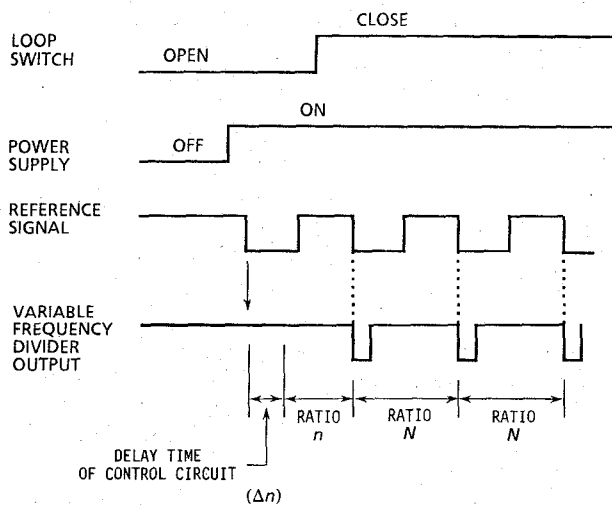 CLOSE
LOOP
SWITCH
OPEN
ON
POWER
SUPPLY
OFF
REFERENCE
SIGNAL
VARIABLE
FREQUENCY
DIVIDER
OUTPUT
RATIO
n
RATIO
N
RATIO
N
DELAY TIME
OF CONTROL CIRCUIT
(Δn)